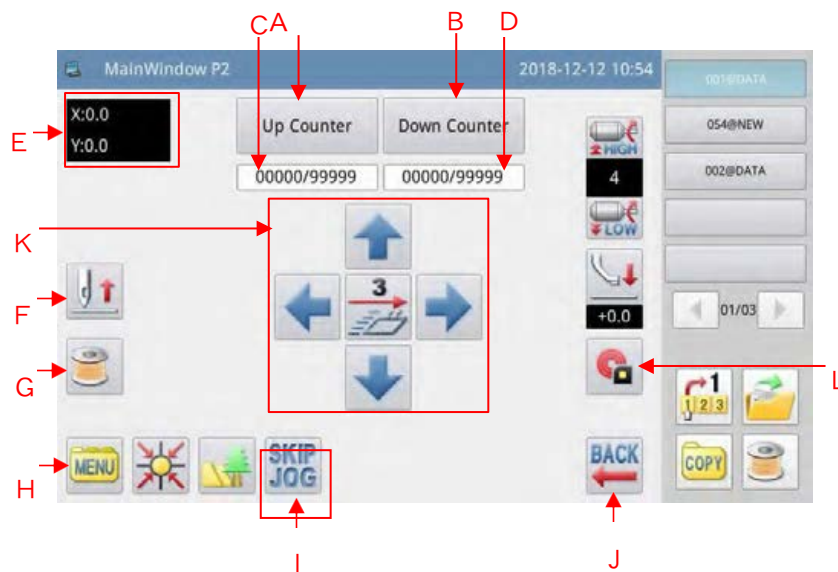 CA B D
MainWindow P2 2018-12-12 10:54
0016@DATA
E X:0.0
Y:0.0
Up Counter Down Counter
HIGH
054@NEW
00000/99999 00000/99999
4
002@DATA
K
LOW
3
F
+0.0
01/03
G
L
1
1 2 3
H MENU SKIP
JOG
BACK
COPY
I J